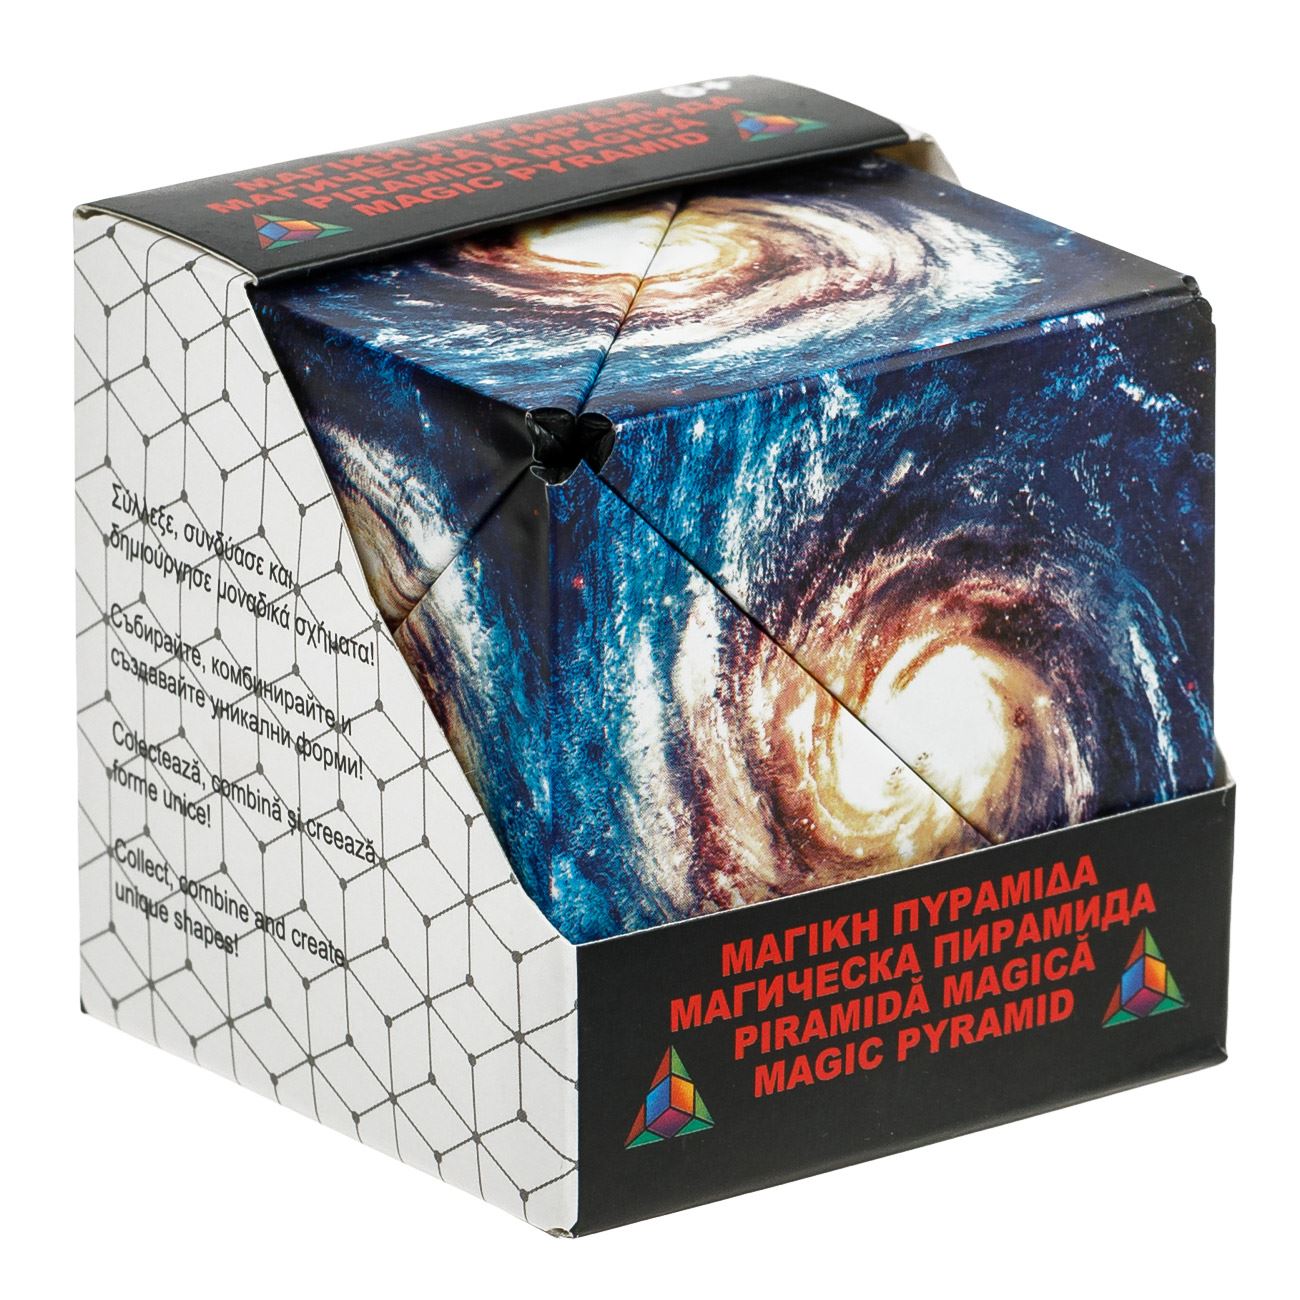 6+
ΜΑΓΙΚΗ ΠΥΡΑΜΙΔΑ
МАГИЧЕСКА ПИРАМИДА
PIRAMIDĂ MAGICĂ
MAGIC PYRAMID
Σύλλεξε, συνδύασε και
δημιούργησε μοναδικά σχήματα!
Събирайте, комбинирайте и
създавайте уникални форми!
Colectează, combină și creează
forme unice!
Collect, combine and create
unique shapes!
ΜΑΓΙΚΗ ΠΥΡΑΜΙΔΑ
МАГИЧЕСКА ПИРАМИДА
PIRAMIDĂ MAGICĂ
MAGIC PYRAMID